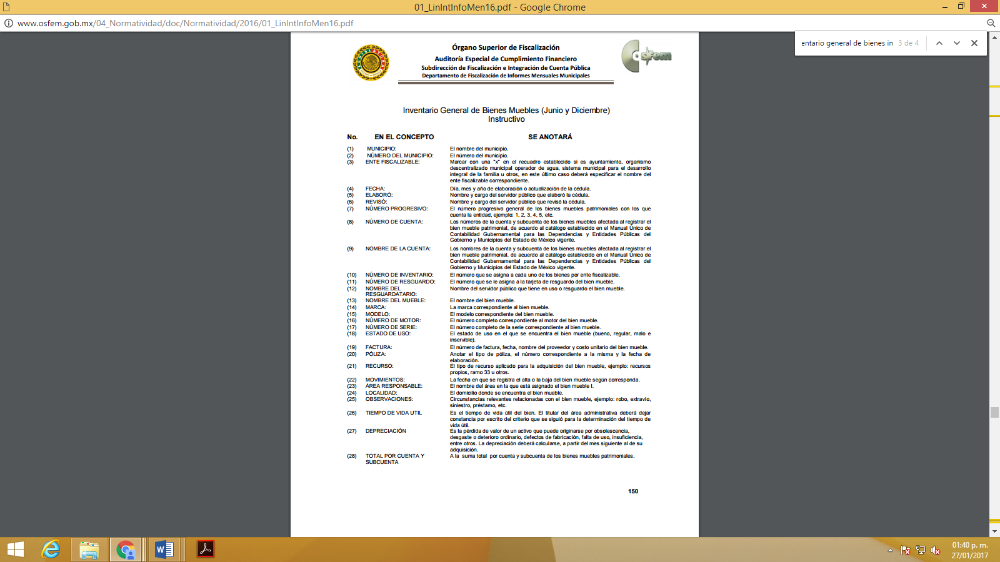 01_LinIntInfoMen16.pdf - Google Chrome
www.osfem.gob.mx/04_Normatividad/doc/Normatividad/2016/01_LinIntInfoMen16.pdf
entario general de bienes in 3 de 4
Órgano Superior de Fiscalización
Auditoría Especial de Cumplimiento Financiero
Subdirección de Fiscalización e Integración de Cuenta Pública
Departamento de Fiscalización de Informes Mensuales Municipales
osfem
Inventario General de Bienes Muebles (Junio y Diciembre)
Instructivo
No. EN EL CONCEPTO SE ANOTARÁ
(1) MUNICIPIO: El nombre del municipio.
(2) NÚMERO DEL MUNICIPIO: El número del municipio.
(3) ENTE FISCALIZABLE: Marcar con una "x" en el recuadro establecido si es ayuntamiento, organismo
descentralizado municipal operador de agua, sistema municipal para el desarrollo
integral de la familia u otros, en este último caso deberá especificar el nombre del
ente fiscalizable correspondiente.
(4) FECHA: Día, mes y año de elaboración o actualización de la cédula.
(5) ELABORÓ: Nombre y cargo del servidor público que elaboró la cédula.
(6) REVISÓ: Nombre y cargo del servidor público que revisó la cédula.
(7) NÚMERO PROGRESIVO: El número progresivo general de los bienes muebles patrimoniales con los que
cuenta la entidad, ejemplo: 1, 2, 3, 4, 5, etc.
(8) NÚMERO DE CUENTA: Los números de la cuenta y subcuenta de los bienes muebles afectada al registrar el
bien mueble patrimonial, de acuerdo al catálogo establecido en el Manual Único de
Contabilidad Gubernamental para las Dependencias y Entidades Públicas del
Gobierno y Municipios del Estado de México vigente.
(9) NOMBRE DE LA CUENTA: Los nombres de la cuenta y subcuenta de los bienes muebles afectada al registrar el
bien mueble patrimonial. de acuerdo al catálogo establecido en el Manual Único de
Contabilidad Gubernamental para las Dependencias y Entidades Públicas del
Gobierno y Municipios del Estado de México vigente.
(10) NÚMERO DE INVENTARIO: El número que se asigna a cada uno de los bienes por ente fiscalizable.
(11) NÚMERO DE RESGUARDO: El número que se le asigna a la tarjeta de resguardo del bien mueble.
(12) NOMBRE DEL Nombre del servidor público que tiene en uso o resguardo el bien mueble.
RESGUARDATARIO:
(13) NOMBRE DEL MUEBLE: El nombre del bien mueble.
(14) MARCA: La marca correspondiente al bien mueble.
(15) MODELO: El modelo correspondiente del bien mueble.
(16) NÚMERO DE MOTOR: El número completo correspondiente al motor del bien mueble.
(17) NÚMERO DE SERIE: El número completo de la serie correspondiente al bien mueble.
(18) ESTADO DE USO: El estado de uso en el que se encuentra el bien mueble (bueno, regular, malo e
inservible).
(19) FACTURA: El número de factura, fecha, nombre del proveedor y costo unitario del bien mueble.
(20) PÓLIZA: Anotar el tipo de póliza, el número correspondiente a la misma y la fecha de
elaboración.
(21) RECURSO: El tipo de recurso aplicado para la adquisición del bien mueble, ejemplo: recursos
propios, ramo 33 u otros.
(22) MOVIMIENTOS: La fecha en que se registra el alta o la baja del bien mueble según corresponda.
(23) ÁREA RESPONSABLE: El nombre del área en la que está asignado el bien mueble I.
(24) LOCALIDAD: El domicilio donde se encuentra el bien mueble.
(25) OBSERVACIONES: Circunstancias relevantes relacionadas con el bien mueble, ejemplo: robo, extravío,
siniestro, préstamo, etc.
(26) TIEMPO DE VIDA UTIL Es el tiempo de vida útil del bien. El titular del área administrativa deberá dejar
constancia por escrito del criterio que se siguió para la determinación del tiempo de
vida útil.
(27) DEPRECIACIÓN Es la pérdida de valor de un activo que puede originarse por obsolescencia,
desgaste o deterioro ordinario, defectos de fabricación, falta de uso, insuficiencia,
entre otros. La depreciación deberá calcularse, a partir del mes siguiente al de su
adquisición.
(28) TOTAL POR CUENTA Y A la suma total por cuenta y subcuenta de los bienes muebles patrimoniales.
SUBCUENTA
150
01:40 p. m.
27/01/2017